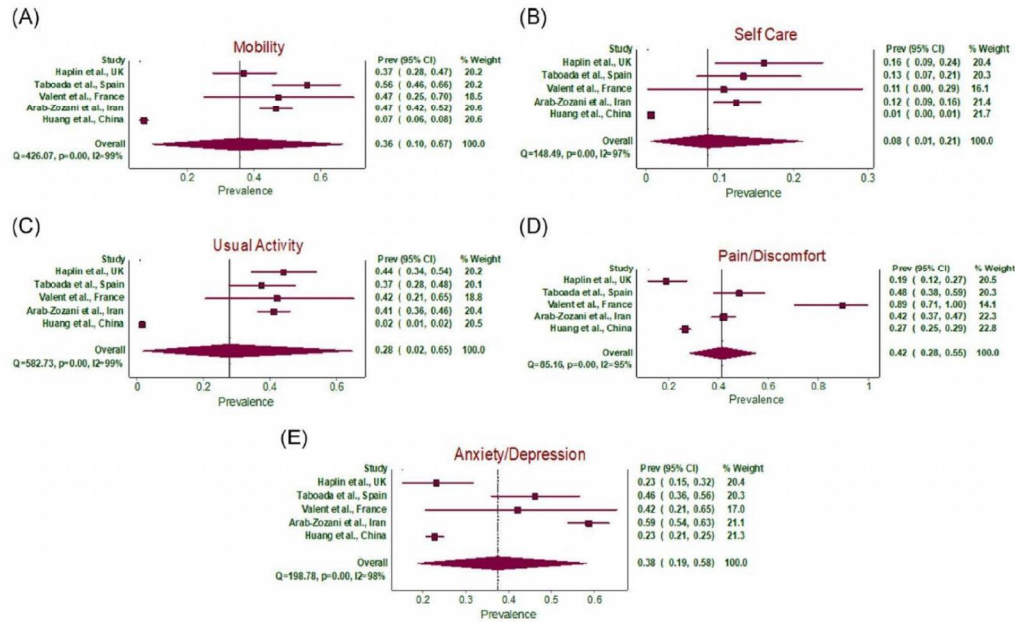 (A)
Mobility
Study Prev (95% CI) % Weight
Haplin et al., UK 0.37 ( 0.28, 0.47) 20.2
Taboada et al., Spain 0.56 ( 0.46, 0.66) 20.2
Valent et al., France 0.47 ( 0.25, 0.70) 18.5
Arab-Zozani et al., Iran 0.47 ( 0.42, 0.52) 20.6
Huang et al., China 0.07 ( 0.06, 0.08) 20.6
Overall 0.36 ( 0.10, 0.67) 100.0
Q=426.07, p=0.00, I2=99%
0.2 0.4 0.6
Prevalence
(B)
Self Care
Study Prev (95% CI) % Weight
Haplin et al., UK 0.16 ( 0.09, 0.24) 20.4
Taboada et al., Spain 0.13 ( 0.07, 0.21) 20.3
Valent et al., France 0.11 ( 0.00, 0.29) 16.1
Arab-Zozani et al., Iran 0.12 ( 0.09, 0.16) 21.4
Huang et al., China 0.01 ( 0.00, 0.01) 21.7
Overall 0.08 ( 0.01, 0.21) 100.0
Q=148.49, p=0.00, I2=97%
0 0.1 0.2 0.3
Prevalence
(C)
Usual Activity
Study Prev (95% CI) % Weight
Haplin et al., UK 0.44 ( 0.34, 0.54) 20.2
Taboada et al., Spain 0.37 ( 0.28, 0.48) 20.1
Valent et al., France 0.42 ( 0.21, 0.65) 18.8
Arab-Zozani et al., Iran 0.41 ( 0.36, 0.46) 20.4
Huang et al., China 0.02 ( 0.01, 0.02) 20.5
Overall 0.28 ( 0.02, 0.65) 100.0
Q=582.73, p=0.00, I2=99%
0 0.2 0.4 0.6
Prevalence
(D)
Pain/Discomfort
Study Prev (95% CI) % Weight
Haplin et al., UK 0.19 ( 0.12, 0.27) 20.5
Taboada et al., Spain 0.48 ( 0.38, 0.59) 20.3
Valent et al., France 0.89 ( 0.71, 1.00) 14.1
Arab-Zozani et al., Iran 0.42 ( 0.37, 0.47) 22.3
Huang et al., China 0.27 ( 0.25, 0.29) 22.8
Overall 0.42 ( 0.28, 0.55) 100.0
Q=85.16, p=0.00, I2=95%
0.2 0.4 0.6 0.8 1
Prevalence
(E)
Anxiety/Depression
Study Prev (95% CI) % Weight
Haplin et al., UK 0.23 ( 0.15, 0.32) 20.4
Taboada et al., Spain 0.46 ( 0.36, 0.56) 20.3
Valent et al., France 0.42 ( 0.21, 0.65) 17.0
Arab-Zozani et al., Iran 0.59 ( 0.54, 0.63) 21.1
Huang et al., China 0.23 ( 0.21, 0.25) 21.3
Overall 0.38 ( 0.19, 0.58) 100.0
Q=198.78, p=0.00, I2=98%
0.2 0.3 0.4 0.5 0.6
Prevalence